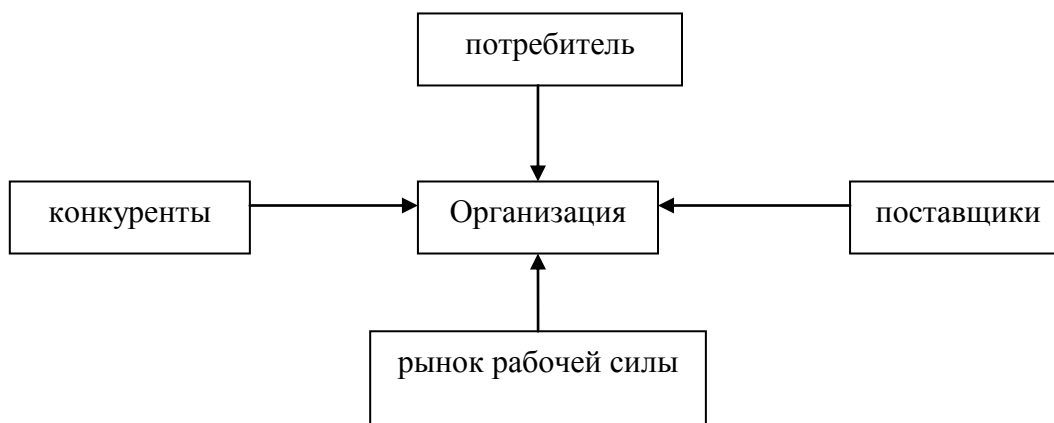 потребитель
конкуренты
Организация
поставщики
рынок рабочей силы